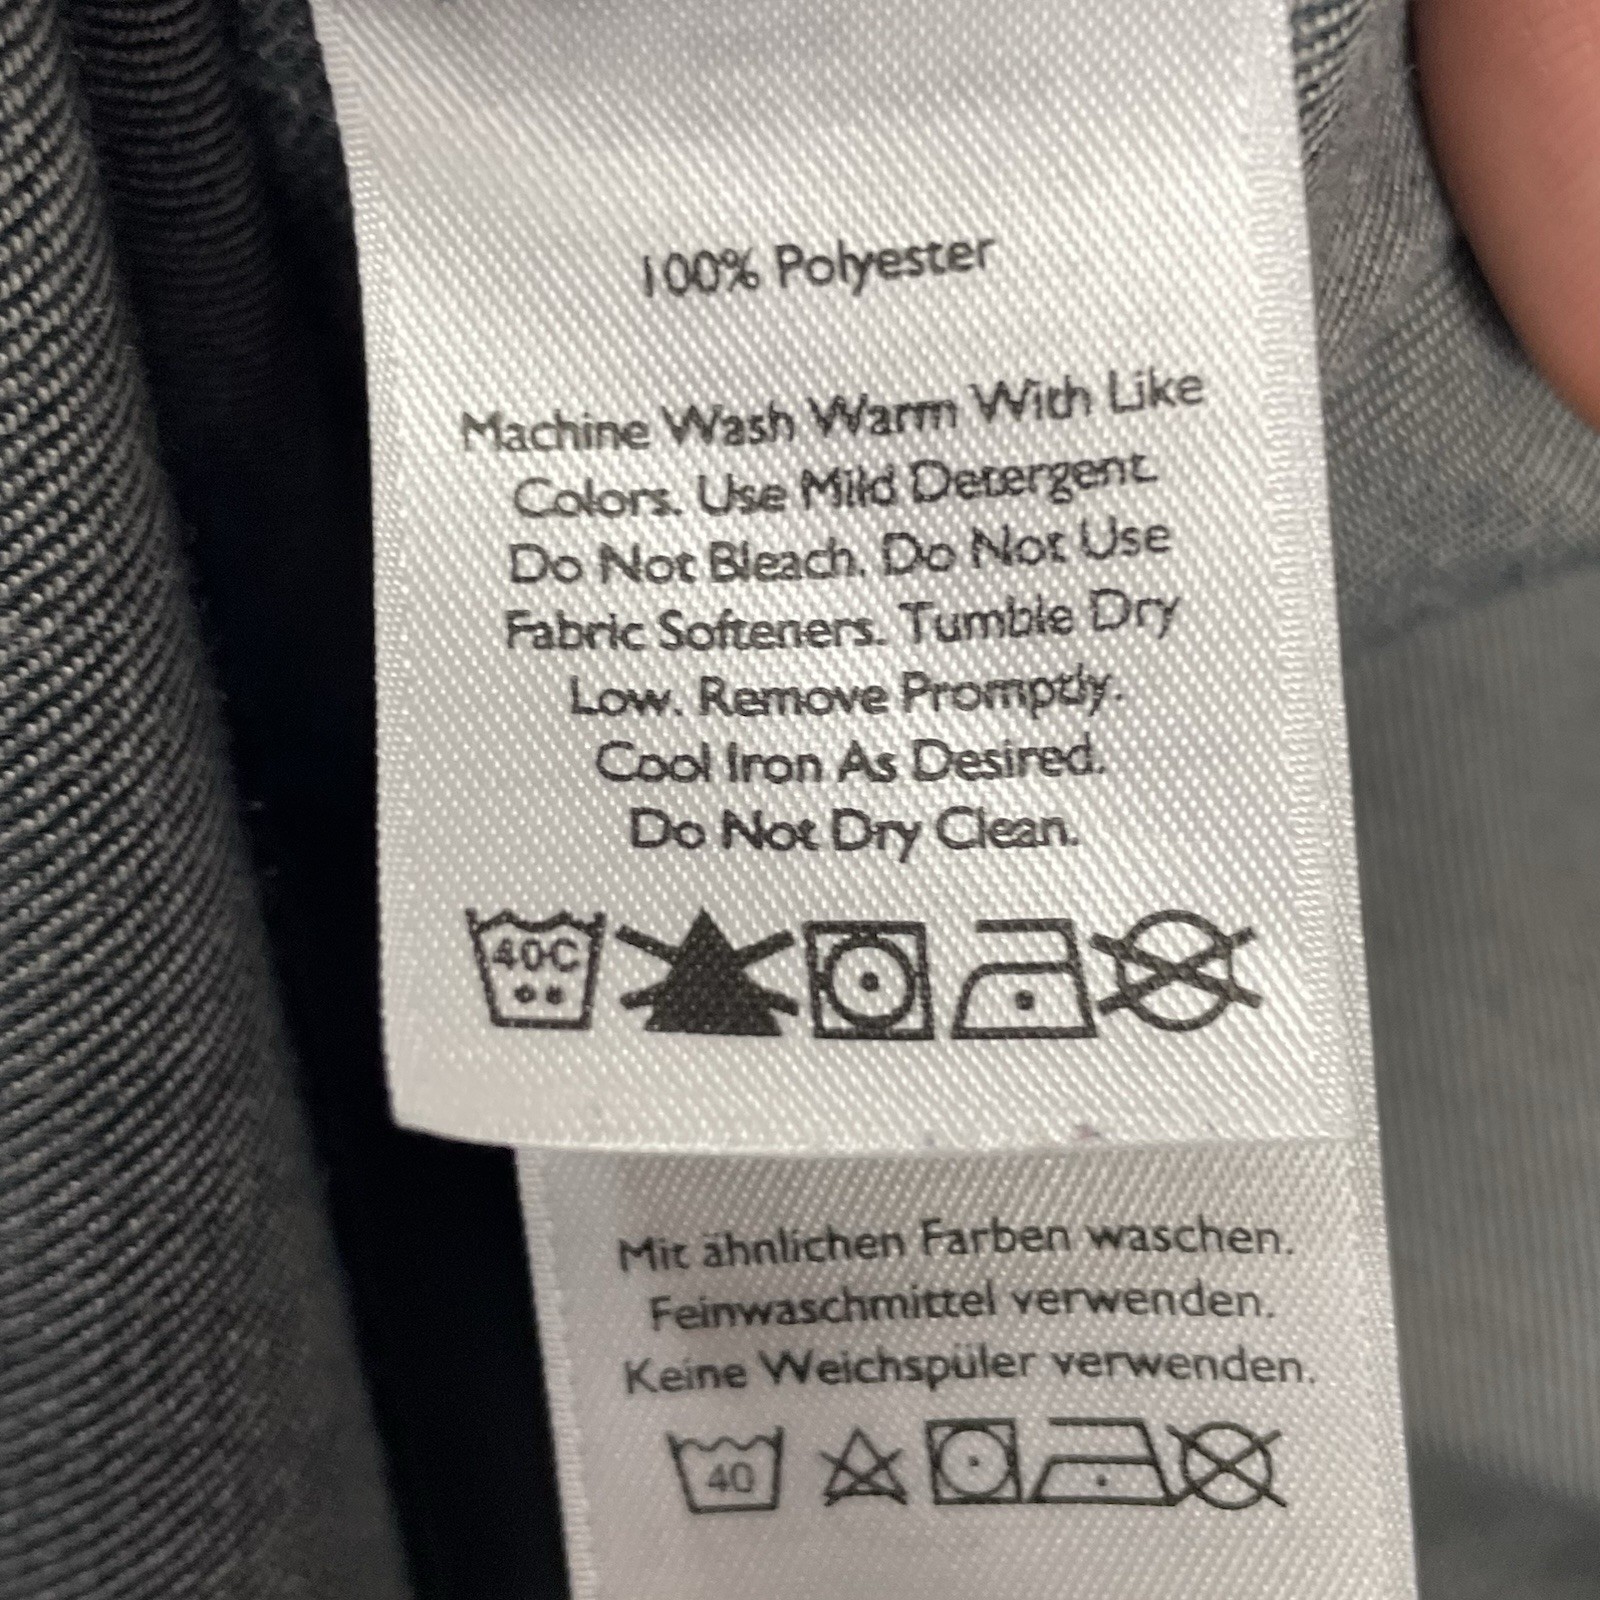 100% Polyester
Machine Wash Warm With Like
Colors. Use Mild Detergent.
Do Not Bleach. Do Not Use
Fabric Softeners. Tumble Dry
Low. Remove Promptly.
Cool Iron As Desired.
Do Not Dry Clean.
40C
Mit ähnlichen Farben waschen.
Feinwaschmittel verwenden.
Keine Weichspüler verwenden.
40